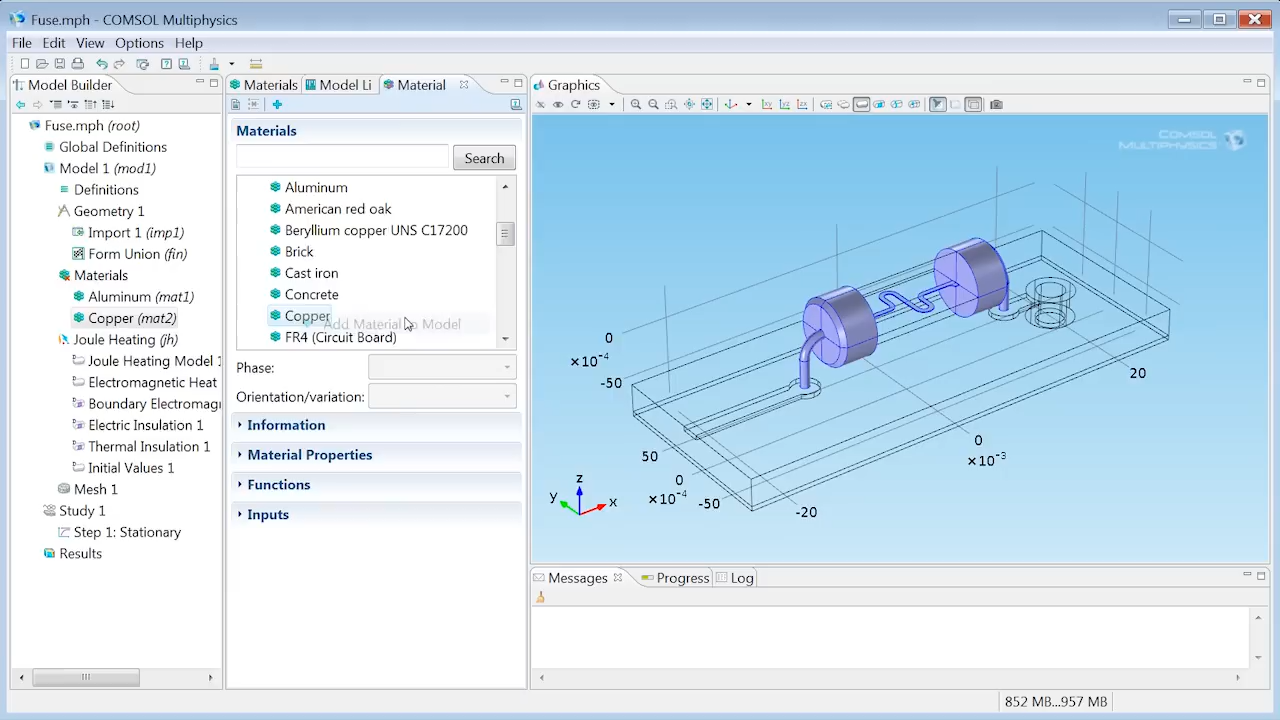 Fuse.mph - COMSOL Multiphysics
File Edit View Options Help
Model Builder
Fuse.mph (root)
Global Definitions
Model 1 (mod1)
Definitions
Geometry 1
Import 1 (imp1)
Form Union (fin)
Materials
Aluminum (mat1)
Copper (mat2)
Joule Heating (jh)
Joule Heating Model 1
Electromagnetic Heat
Boundary Electromag
Electric Insulation 1
Thermal Insulation 1
Initial Values 1
Mesh 1
Study 1
Step 1: Stationary
Results
Materials Model Li Material
Materials
Search
Aluminum
American red oak
Beryllium copper UNS C17200
Brick
Cast iron
Concrete
Copper
Add Material to Model
FR4 (Circuit Board)
Phase:
Orientation/variation:
Information
Material Properties
Functions
Inputs
Graphics
COMSOL
MULTIPHYSICS
0
×10⁻⁴
-50
20
50
0
×10⁻³
0
×10⁻⁴
-50
-20
z
y
x
Messages Progress Log
852 MB...957 MB